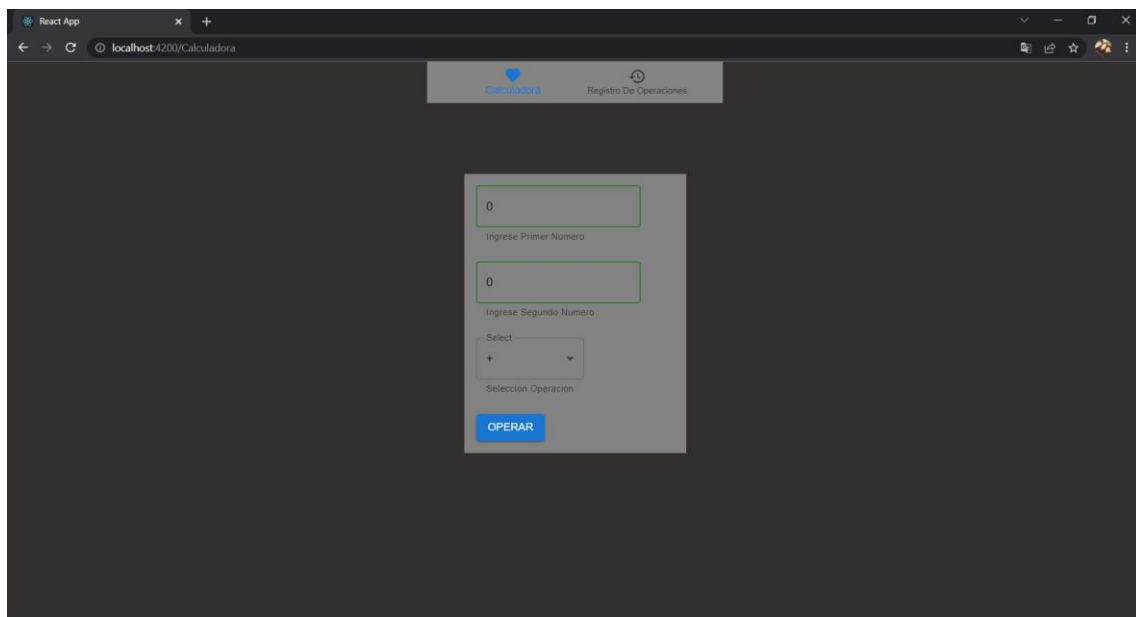 React App
localhost:4200/Calculadora
Calculadora
Registro De Operaciones
0
Ingrese Primer Numero
0
Ingrese Segundo Numero
Select
+
Seleccion Operacion
OPERAR